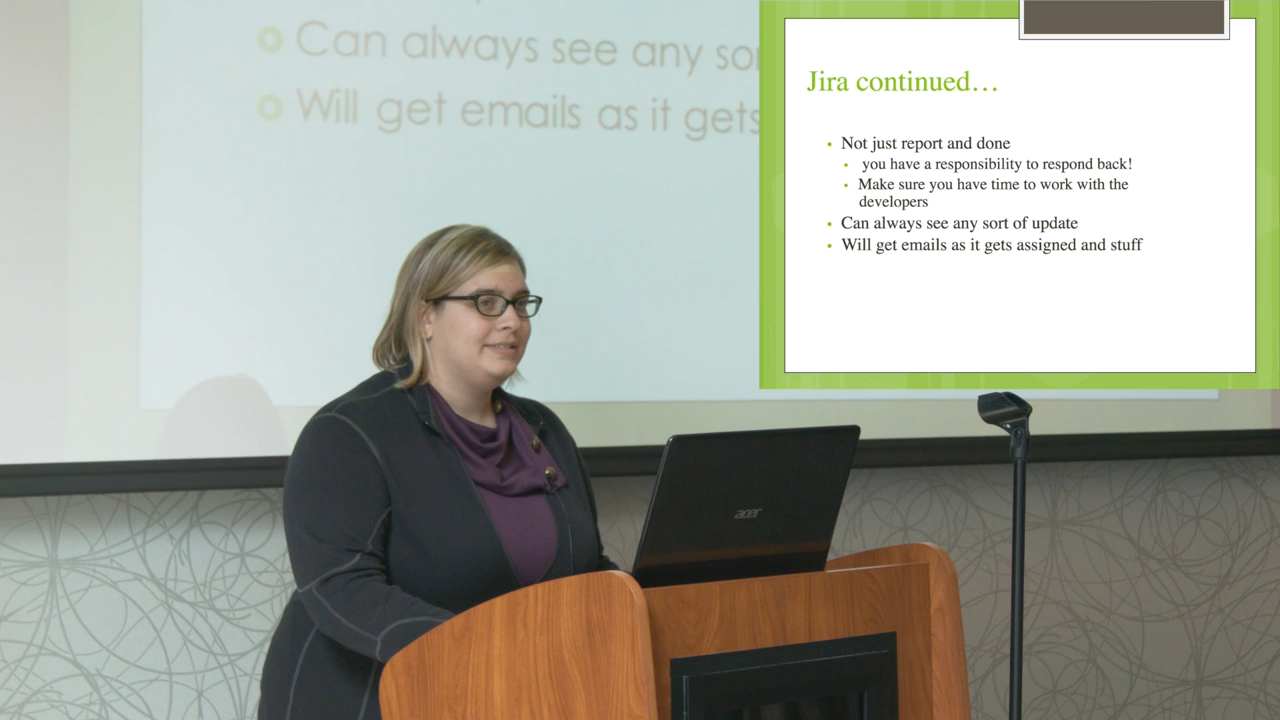 Can always see any
Will get emails as it gets
Jira continued…
Not just report and done
you have a responsibility to respond back!
Make sure you have time to work with the
developers
Can always see any sort of update
Will get emails as it gets assigned and stuff
acer